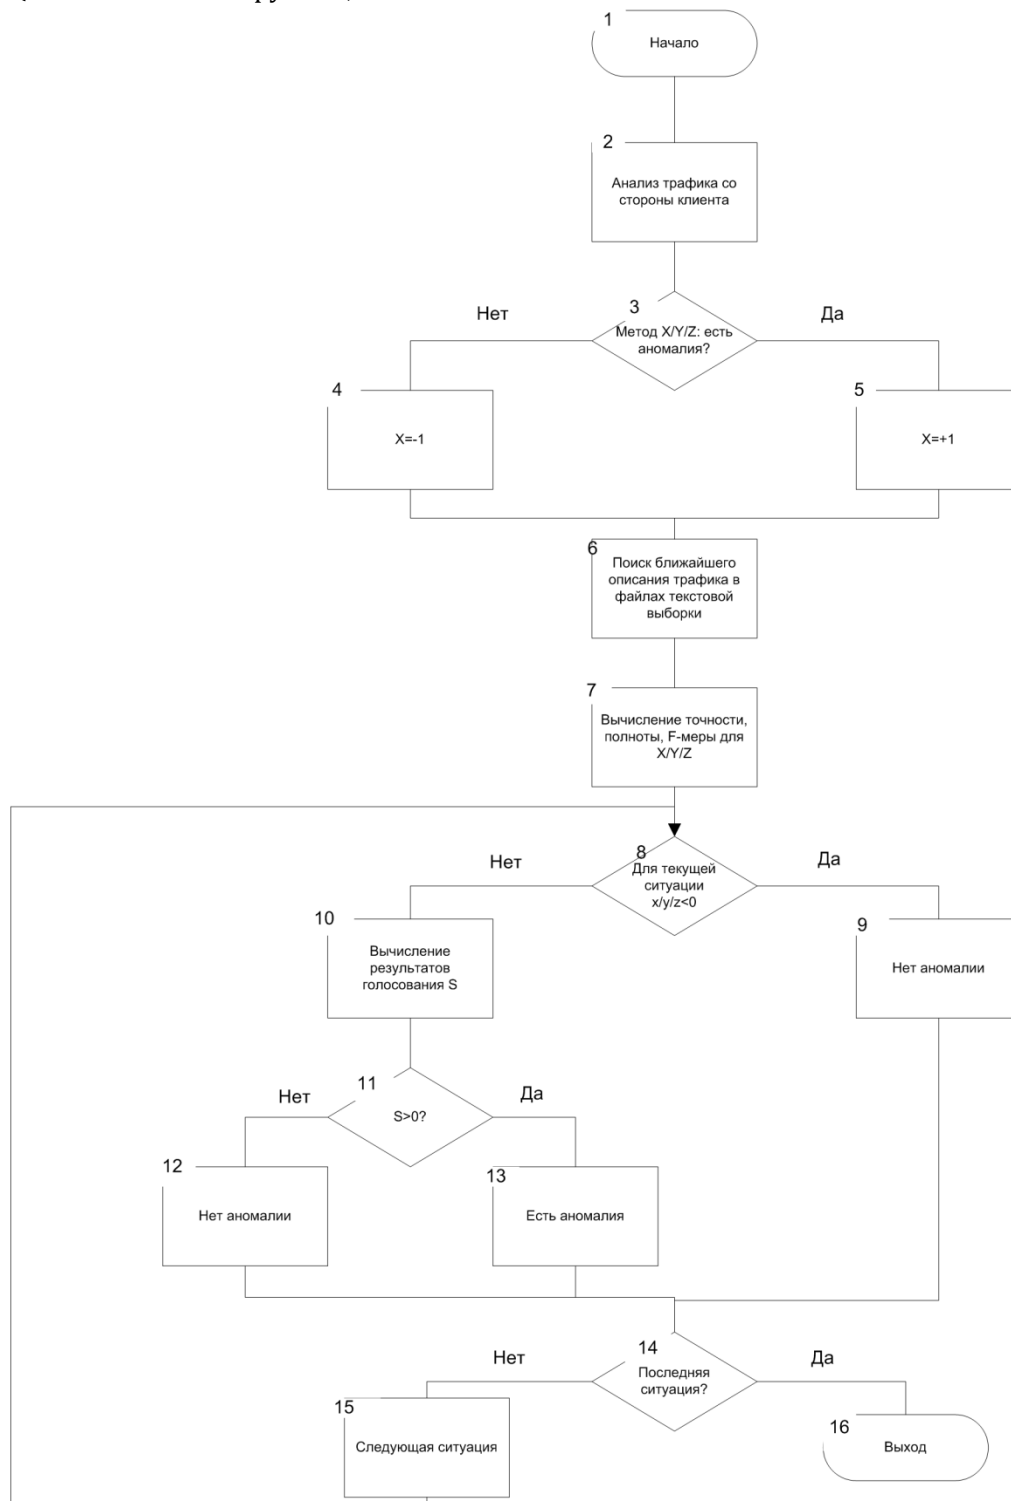 1
Начало
2
Анализ трафика со
стороны клиента
3
Нет
Да
Метод X/Y/Z: есть
аномалия?
4
X=-1
5
X=+1
6
Поиск ближайшего
описания трафика в
файлах текстовой
выборки
7
Вычисление точности,
полноты, F-меры для
X/Y/Z
8
Нет
Да
Для текущей
ситуации
x/y/z<0
10
Вычисление
результатов
голосования S
9
Нет аномалии
11
Нет
Да
S>0?
12
Нет аномалии
13
Есть аномалия
14
Нет
Да
Последняя
ситуация?
15
Следующая ситуация
16
Выход